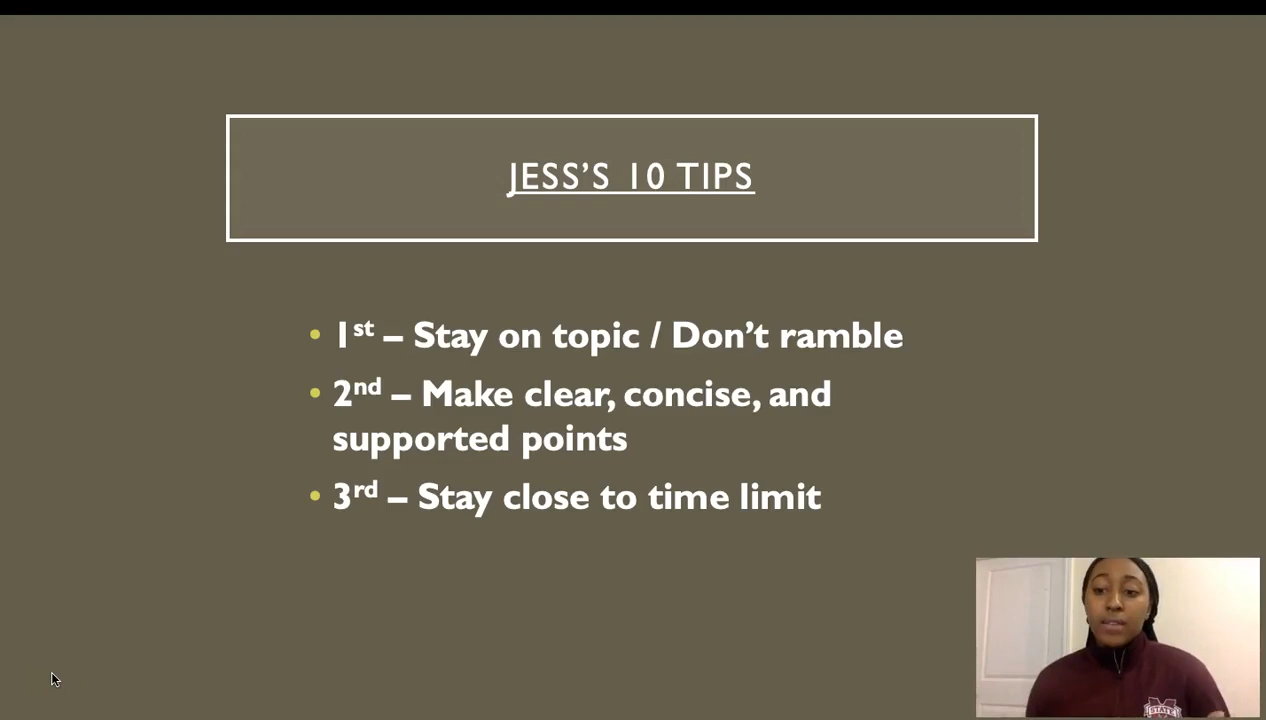 JESS'S 10 TIPS
• 1st – Stay on topic / Don't ramble
• 2nd – Make clear, concise, and
supported points
• 3rd – Stay close to time limit
STATE